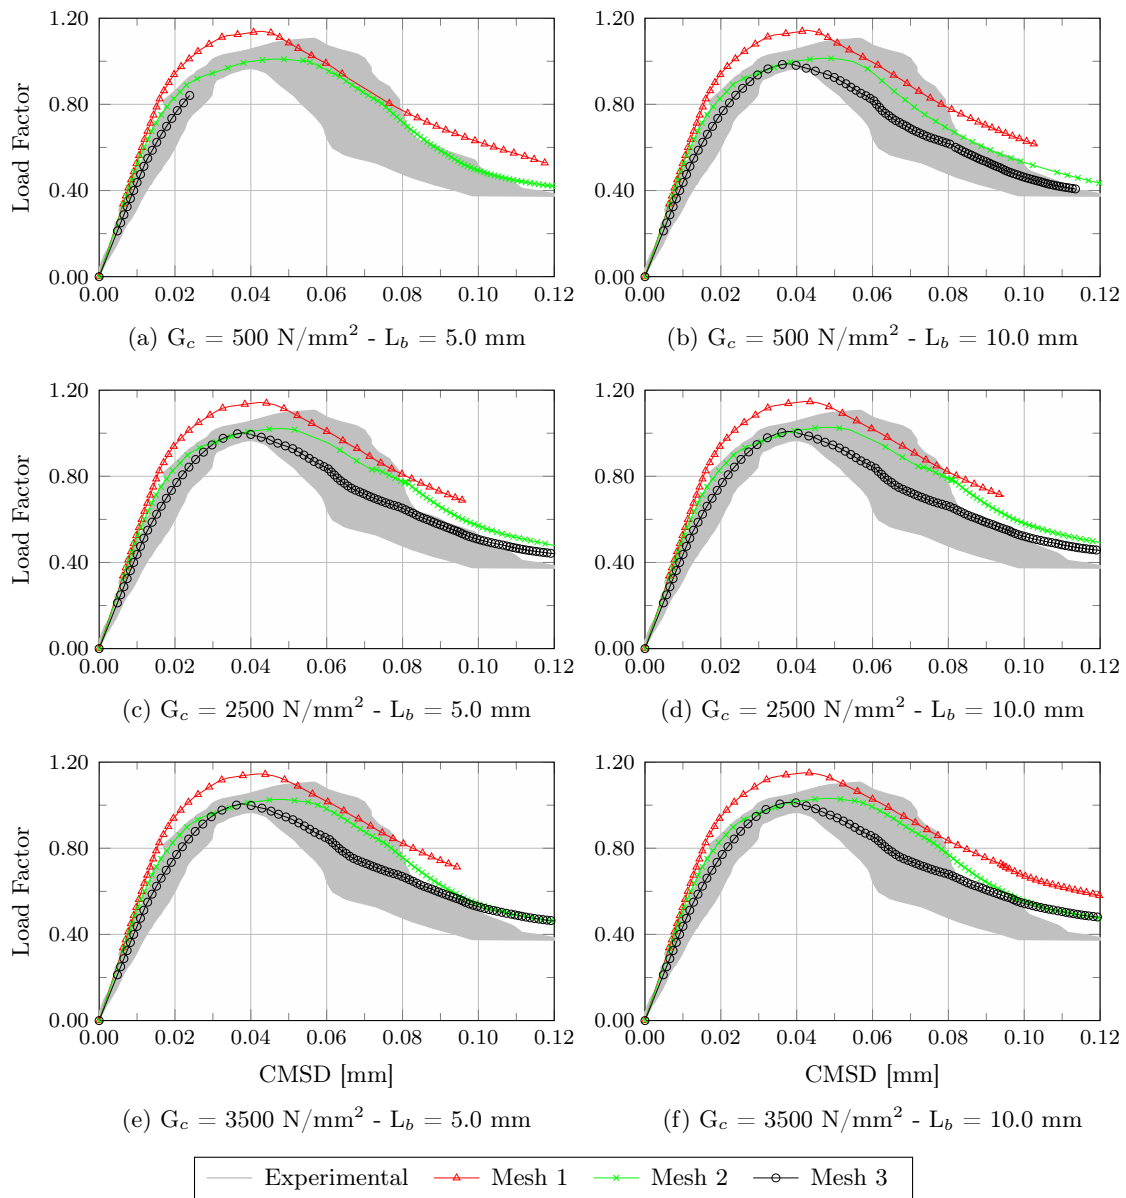 1.20
0.80
0.40
0.00
Load Factor
0.00 0.02 0.04 0.06 0.08 0.10 0.12
(a) G_c = 500 N/mm² - L_b = 5.0 mm
1.20
0.80
0.40
0.00
0.00 0.02 0.04 0.06 0.08 0.10 0.12
(b) G_c = 500 N/mm² - L_b = 10.0 mm
1.20
0.80
0.40
0.00
Load Factor
0.00 0.02 0.04 0.06 0.08 0.10 0.12
(c) G_c = 2500 N/mm² - L_b = 5.0 mm
1.20
0.80
0.40
0.00
0.00 0.02 0.04 0.06 0.08 0.10 0.12
(d) G_c = 2500 N/mm² - L_b = 10.0 mm
1.20
0.80
0.40
0.00
Load Factor
0.00 0.02 0.04 0.06 0.08 0.10 0.12
CMSD [mm]
(e) G_c = 3500 N/mm² - L_b = 5.0 mm
1.20
0.80
0.40
0.00
0.00 0.02 0.04 0.06 0.08 0.10 0.12
CMSD [mm]
(f) G_c = 3500 N/mm² - L_b = 10.0 mm
Experimental Mesh 1 Mesh 2 Mesh 3